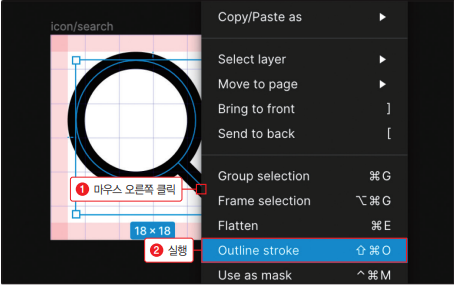 icon/search
Copy/Paste as
Select layer
Move to page
Bring to front ]
Send to back [
Group selection ⌘G
Frame selection ⌥⌘G
Flatten ⌘E
Outline stroke ⇧⌘O
Use as mask ^⌘M
1 마우스 오른쪽 클릭
18 × 18
2 실행